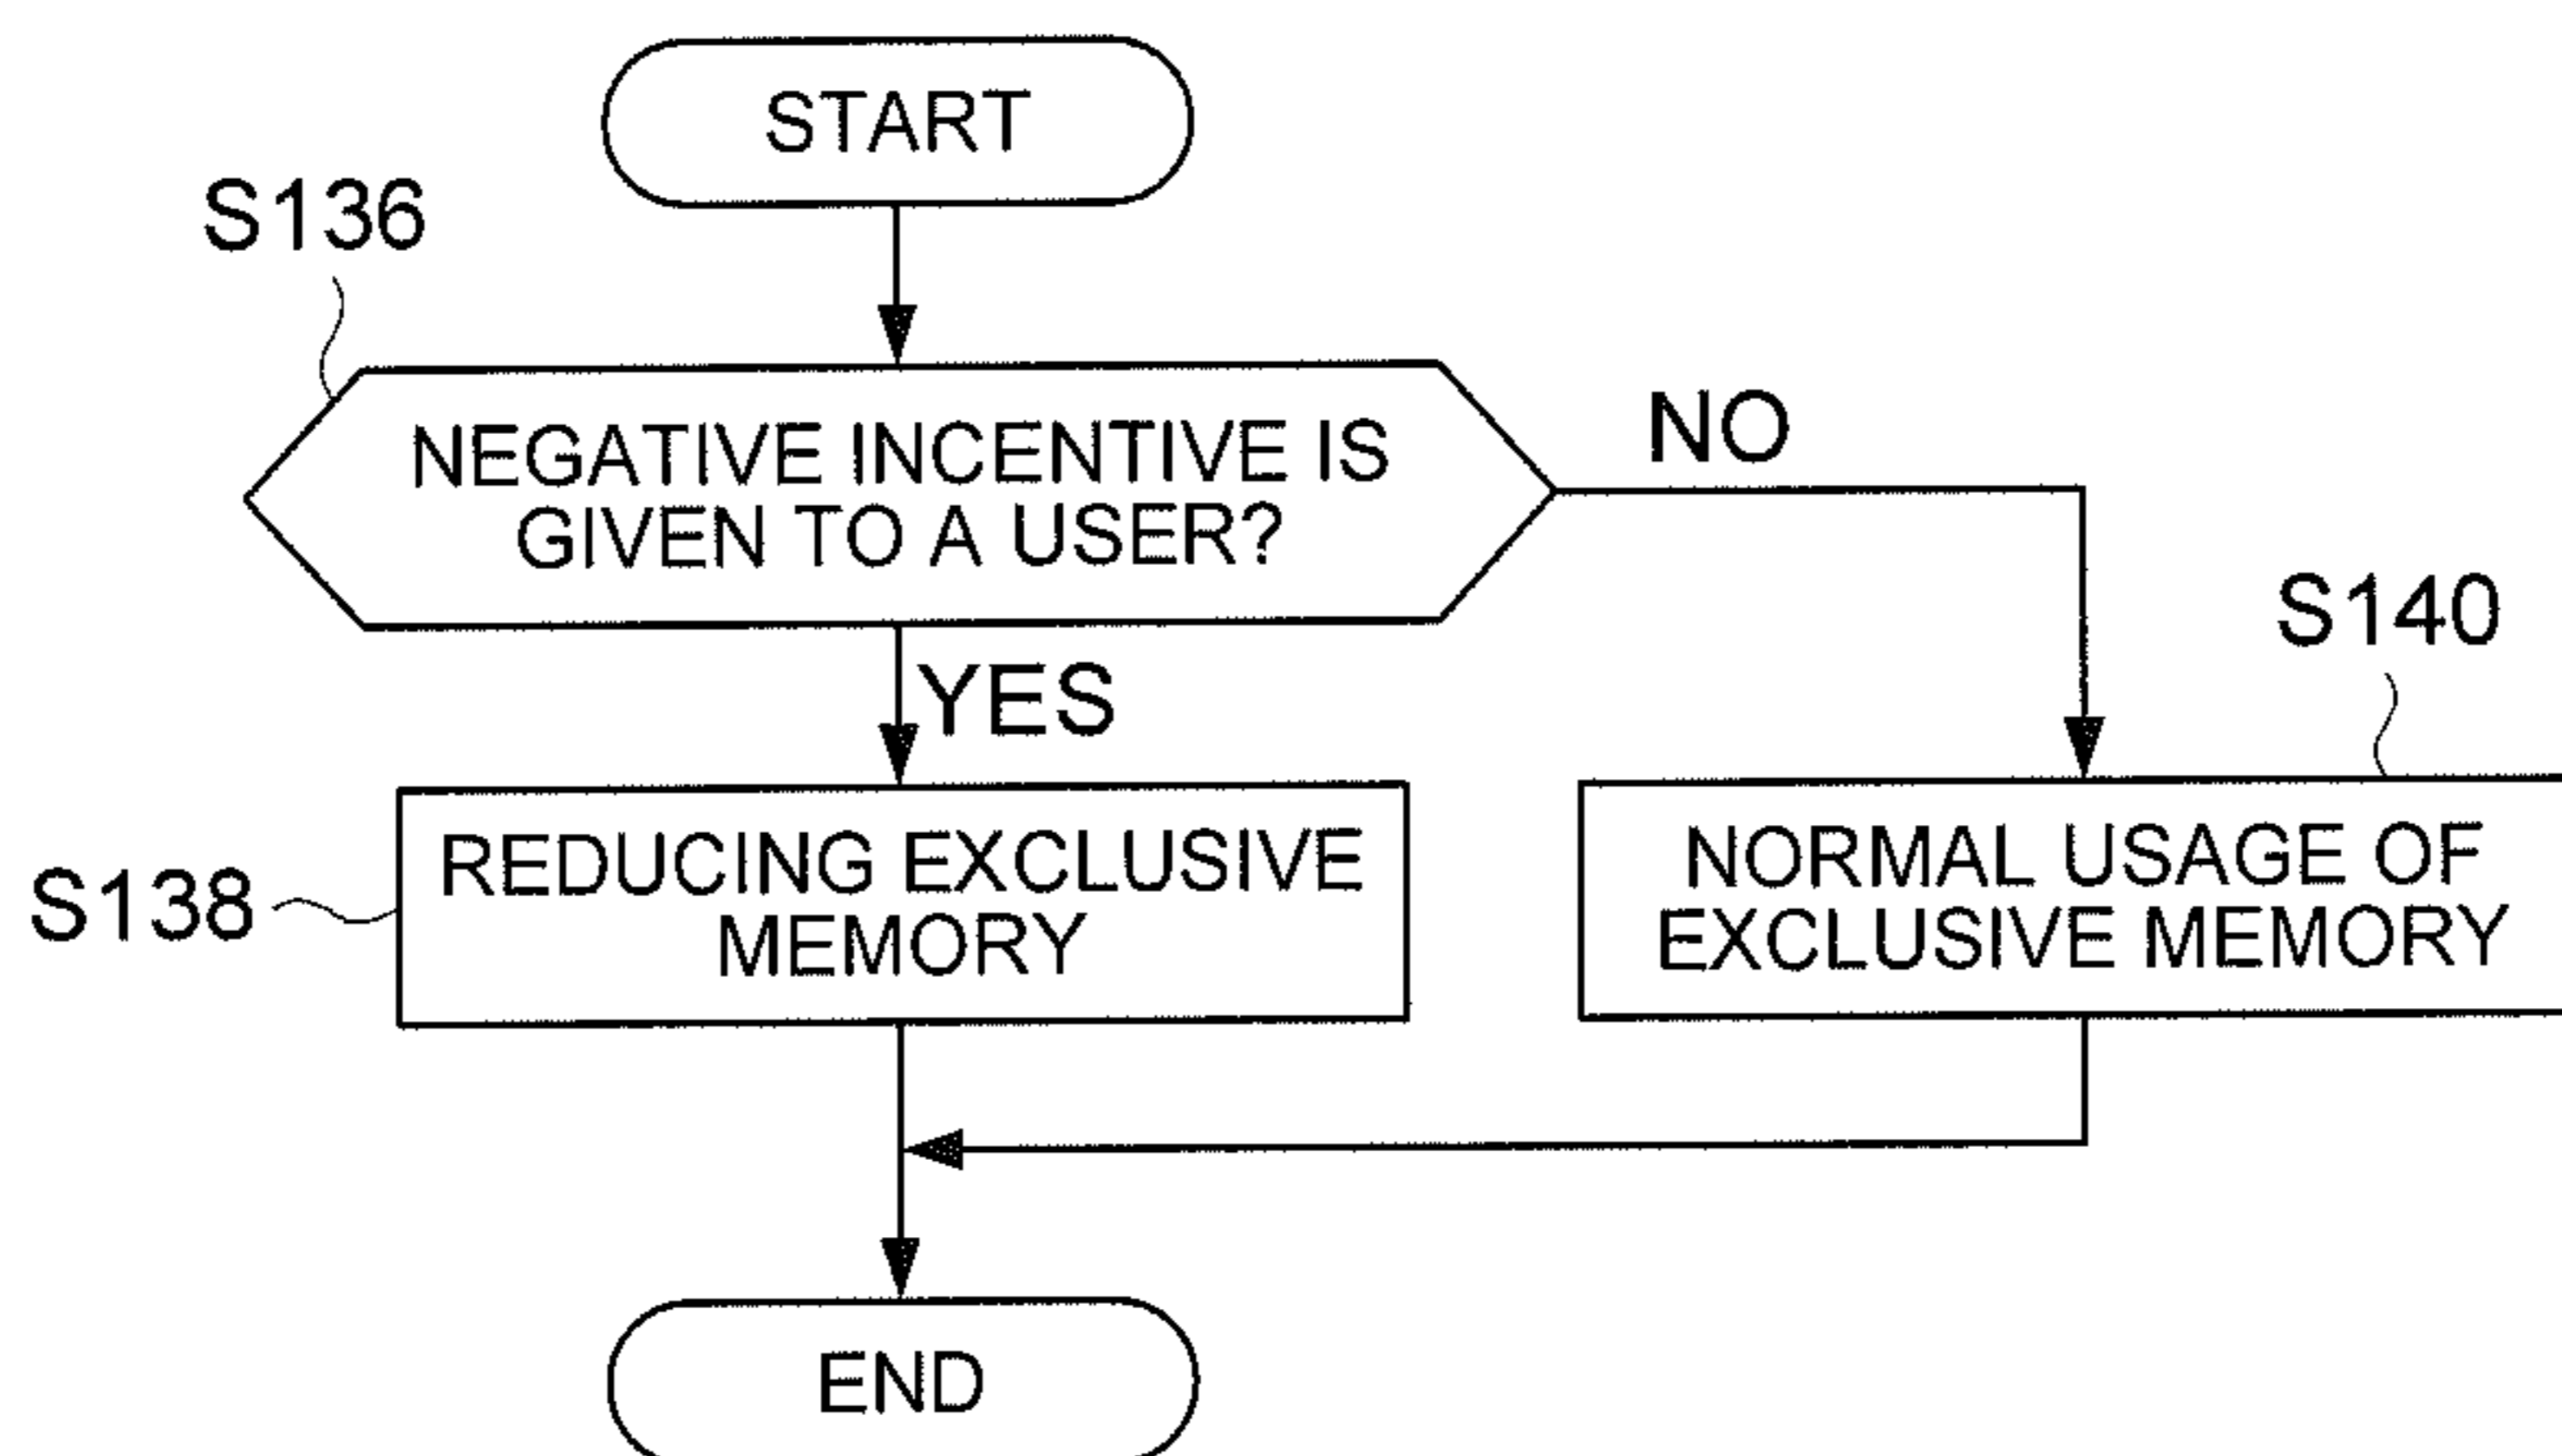 START
S136
NEGATIVE INCENTIVE IS
GIVEN TO A USER?
NO
YES
S140
S138
REDUCING EXCLUSIVE
MEMORY
NORMAL USAGE OF
EXCLUSIVE MEMORY
END